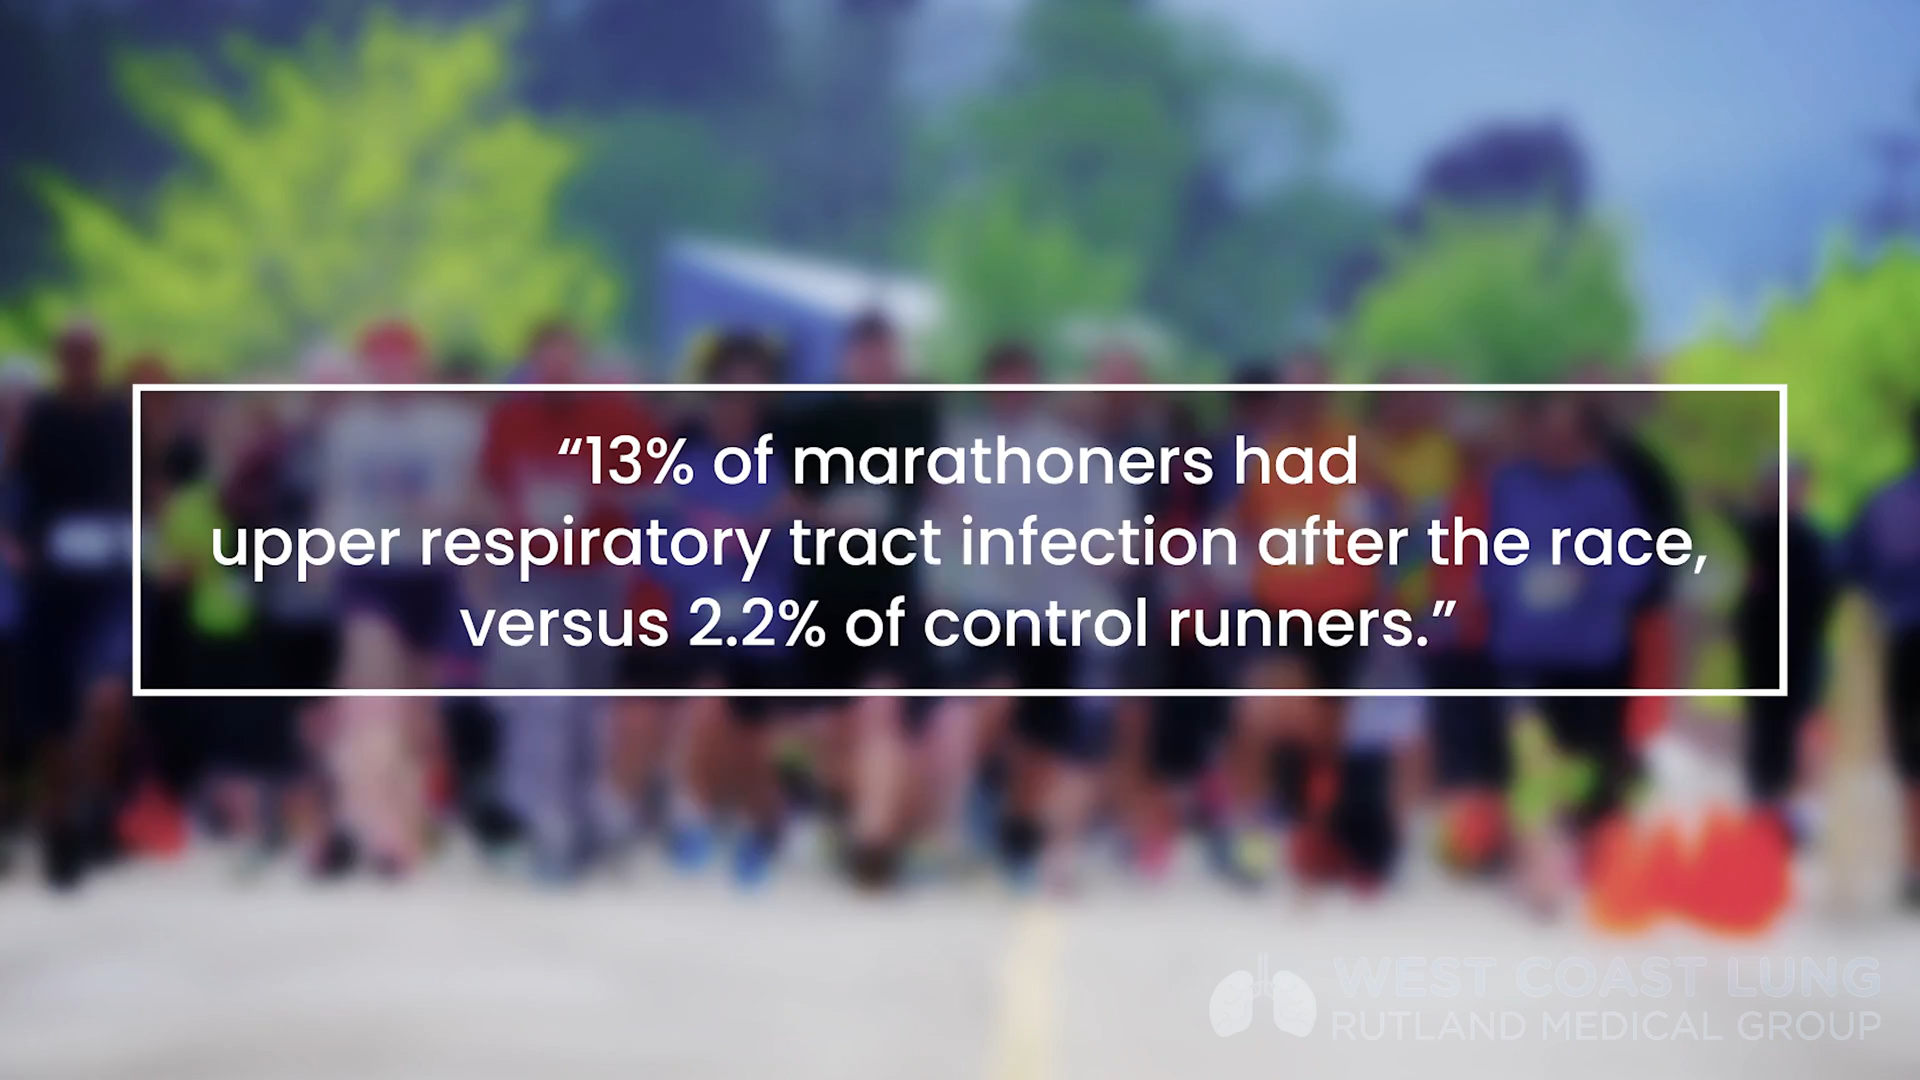 “13% of marathoners had
upper respiratory tract infection after the race,
versus 2.2% of control runners.”
WEST COAST LUNG
RUTLAND MEDICAL GROUP